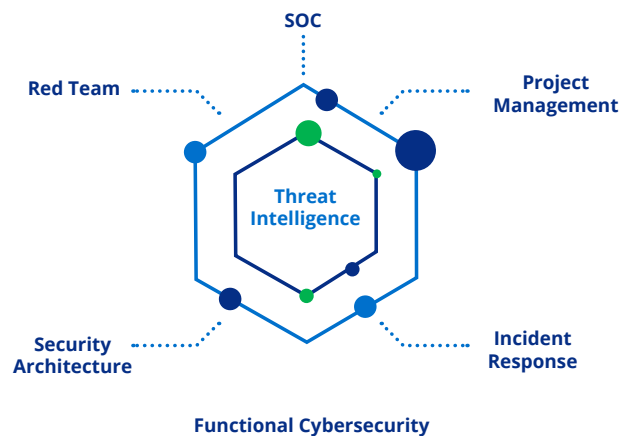 SOC
Red Team
Project
Management
Threat
Intelligence
Security
Architecture
Incident
Response
Functional Cybersecurity